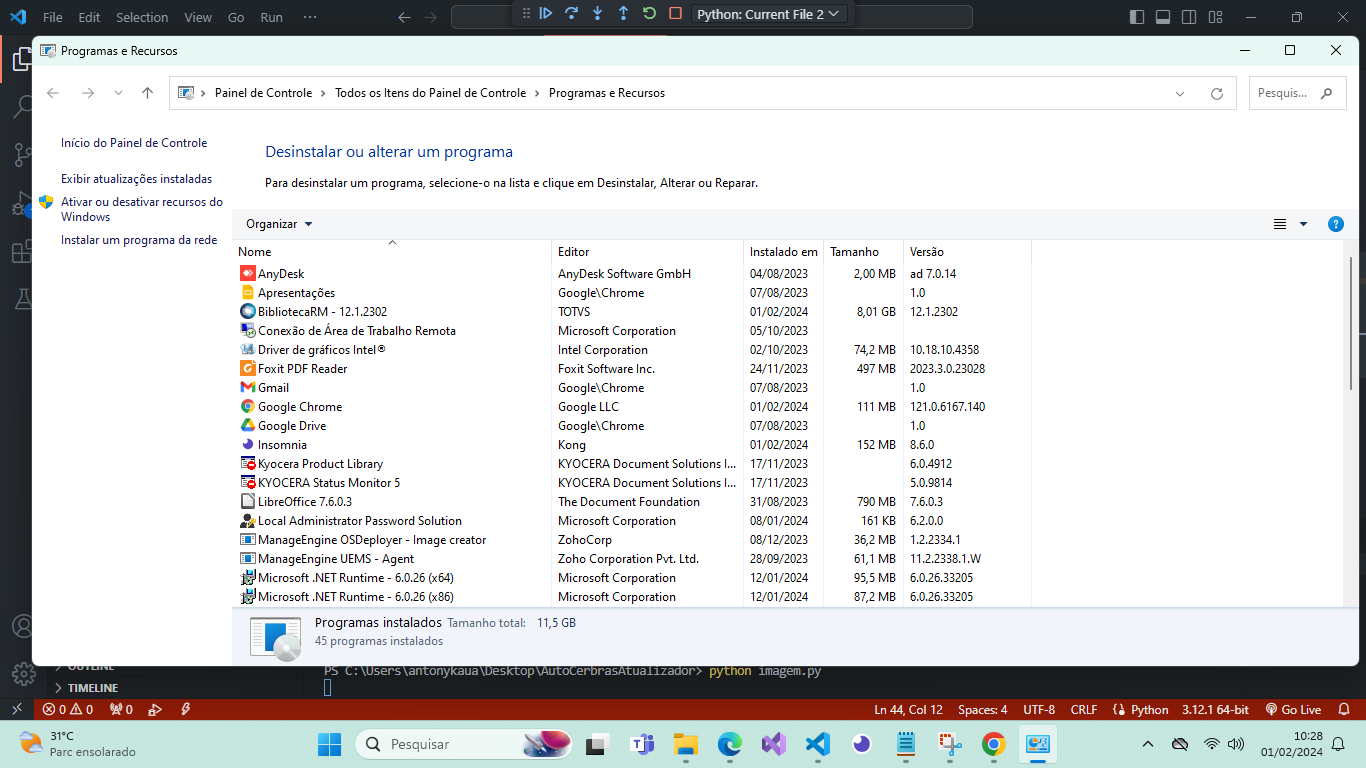 File Edit Selection View Go Run ··· Python: Current File 2
Programas e Recursos
Painel de Controle Todos os Itens do Painel de Controle Programas e Recursos Pesquis...
Início do Painel de Controle
Exibir atualizações instaladas
Ativar ou desativar recursos do
Windows
Instalar um programa da rede
Desinstalar ou alterar um programa
Para desinstalar um programa, selecione-o na lista e clique em Desinstalar, Alterar ou Reparar.
Organizar
Nome Editor Instalado em Tamanho Versão
AnyDesk AnyDesk Software GmbH 04/08/2023 2,00 MB ad 7.0.14
Apresentações Google\Chrome 07/08/2023 1.0
BibliotecaRM - 12.1.2302 TOTVS 01/02/2024 8,01 GB 12.1.2302
Conexão de Área de Trabalho Remota Microsoft Corporation 05/10/2023
Driver de gráficos Intel® Intel Corporation 02/10/2023 74,2 MB 10.18.10.4358
Foxit PDF Reader Foxit Software Inc. 24/11/2023 497 MB 2023.3.0.23028
Gmail Google\Chrome 07/08/2023 1.0
Google Chrome Google LLC 01/02/2024 111 MB 121.0.6167.140
Google Drive Google\Chrome 07/08/2023 1.0
Insomnia Kong 01/02/2024 152 MB 8.6.0
Kyocera Product Library KYOCERA Document Solutions I... 17/11/2023 6.0.4912
KYOCERA Status Monitor 5 KYOCERA Document Solutions I... 17/11/2023 5.0.9814
LibreOffice 7.6.0.3 The Document Foundation 31/08/2023 790 MB 7.6.0.3
Local Administrator Password Solution Microsoft Corporation 08/01/2024 161 KB 6.2.0.0
ManageEngine OSDeployer - Image creator ZohoCorp 08/12/2023 36,2 MB 1.2.2334.1
ManageEngine UEMS - Agent Zoho Corporation Pvt. Ltd. 28/09/2023 61,1 MB 11.2.2338.1.W
Microsoft .NET Runtime - 6.0.26 (x64) Microsoft Corporation 12/01/2024 95,5 MB 6.0.26.33205
Microsoft .NET Runtime - 6.0.26 (x86) Microsoft Corporation 12/01/2024 87,2 MB 6.0.26.33205
Programas instalados Tamanho total: 11,5 GB
45 programas instalados
OUTLINE PS C:\Users\antonykaua\Desktop\AutoCerbrasAtualizador> python imagem.py
TIMELINE
0 0 0 Ln 44, Col 12 Spaces: 4 UTF-8 CRLF Python 3.12.1 64-bit Go Live
31°C
Parc ensolarado
Pesquisar
10:28
01/02/2024